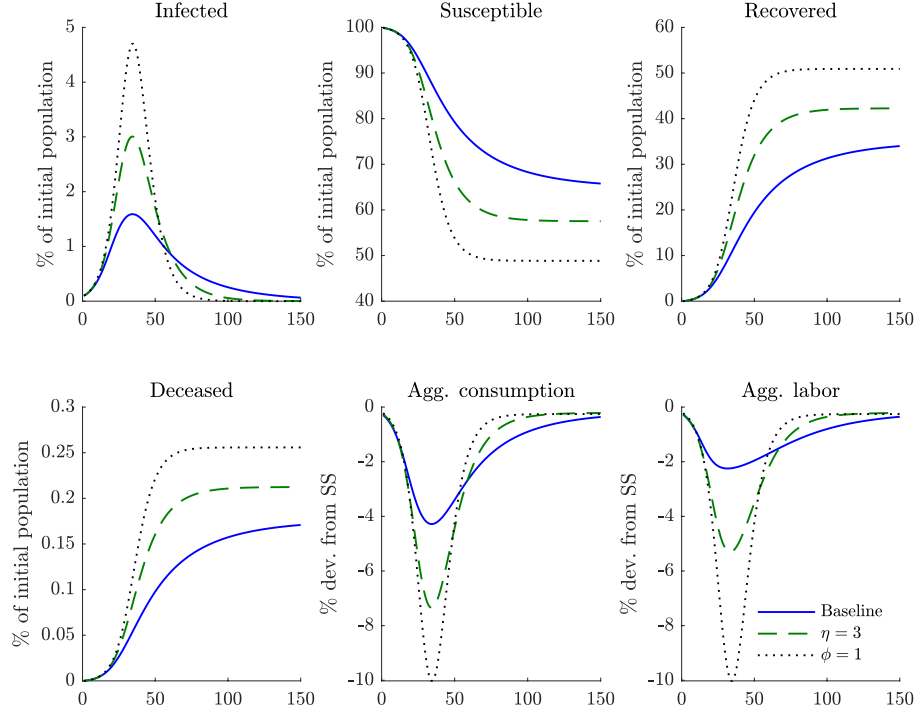 Infected
% of initial population
5
4
3
2
1
0
0 50 100 150
Susceptible
% of initial population
100
90
80
70
60
50
40
0 50 100 150
Recovered
% of initial population
60
50
40
30
20
10
0
0 50 100 150
Deceased
% of initial population
0.3
0.25
0.2
0.15
0.1
0.05
0
0 50 100 150
Agg. consumption
% dev. from SS
0
-2
-4
-6
-8
-10
0 50 100 150
Agg. labor
% dev. from SS
0
-2
-4
-6
-8
-10
0 50 100 150
Baseline
η = 3
ϕ = 1